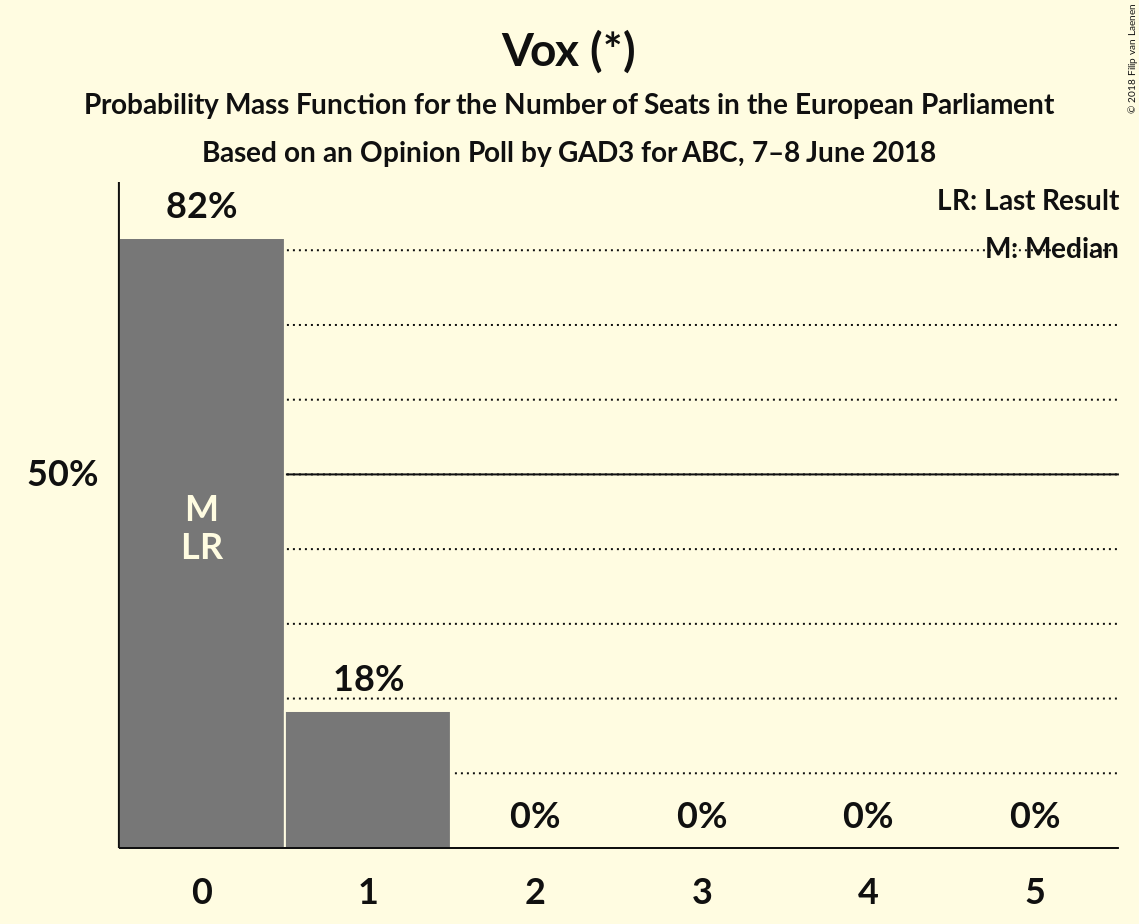 Vox (*)
Probability Mass Function for the Number of Seats in the European Parliament
Based on an Opinion Poll by GAD3 for ABC, 7–8 June 2018
© 2018 Filip van Laenen
LR: Last Result
M: Median
82%
50%
M
LR
18%
0% 0% 0% 0%
0 1 2 3 4 5